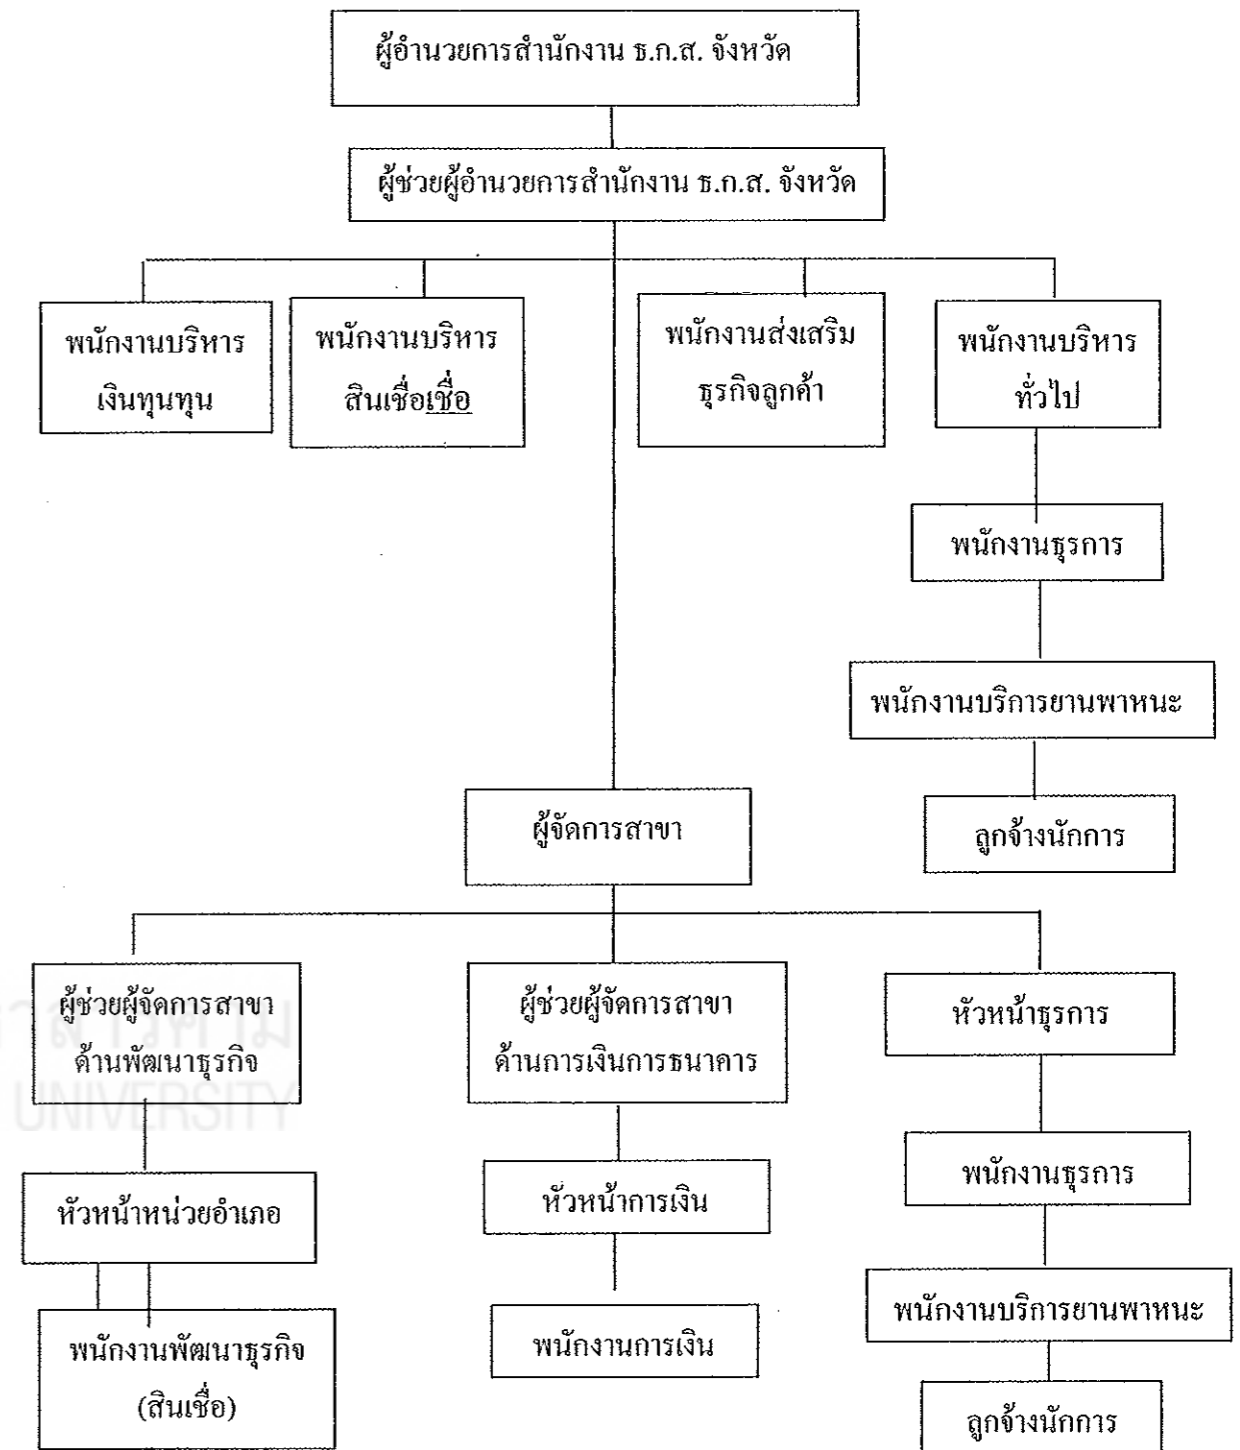 ผู้อำนวยการสำนักงาน ธ.ก.ส. จังหวัด
ผู้ช่วยผู้อำนวยการสำนักงาน ธ.ก.ส. จังหวัด
พนักงานบริหาร
เงินทุนทุน
พนักงานบริหาร
สินเชื่อเชื่อ
พนักงานส่งเสริม
ธุรกิจลูกค้า
พนักงานบริหาร
ทั่วไป
พนักงานธุรการ
พนักงานบริการยานพาหนะ
ลูกจ้างนักการ
ผู้จัดการสาขา
ผู้ช่วยผู้จัดการสาขา
ด้านพัฒนาธุรกิจ
ผู้ช่วยผู้จัดการสาขา
ด้านการเงินการธนาคาร
หัวหน้าธุรการ
หัวหน้าหน่วยอำเภอ
หัวหน้าการเงิน
พนักงานธุรการ
พนักงานพัฒนาธุรกิจ
(สินเชื่อ)
พนักงานการเงิน
พนักงานบริการยานพาหนะ
ลูกจ้างนักการ
UNIVERSITY